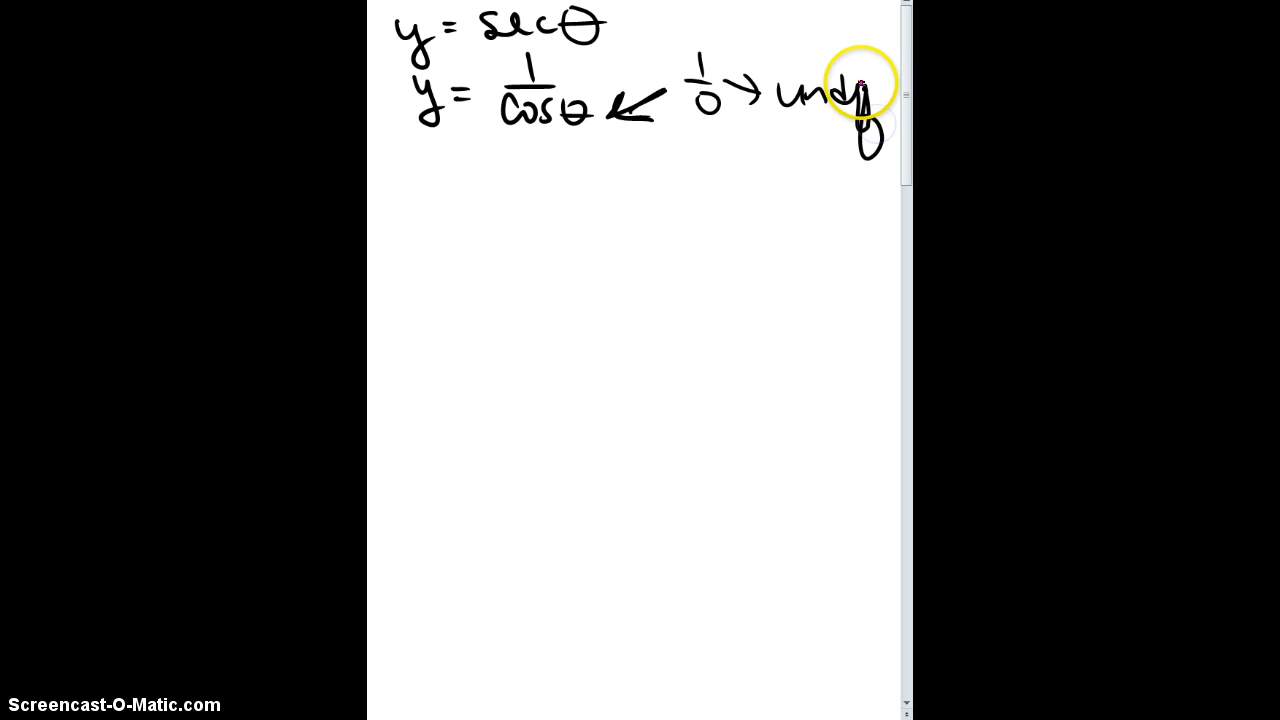 y = secθ
y = 1/cosθ ← 1/0 → undf
Screencast-O-Matic.com